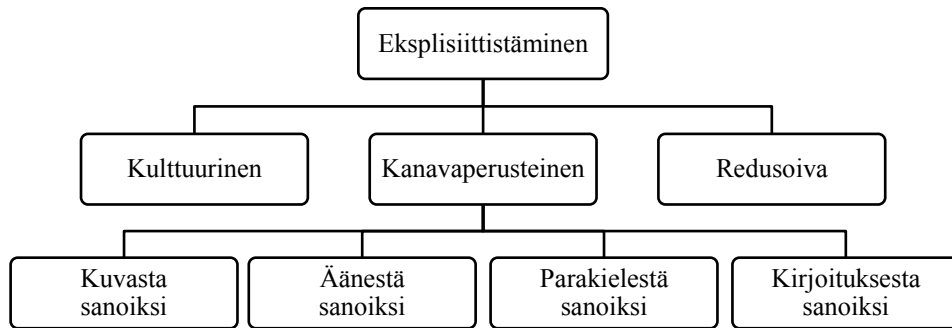 Eksplisiittistäminen
Kulttuurinen
Kanavaperusteinen
Redusoiva
Kuvasta
sanoiksi
Äänestä
sanoiksi
Parakielestä
sanoiksi
Kirjoituksesta
sanoiksi